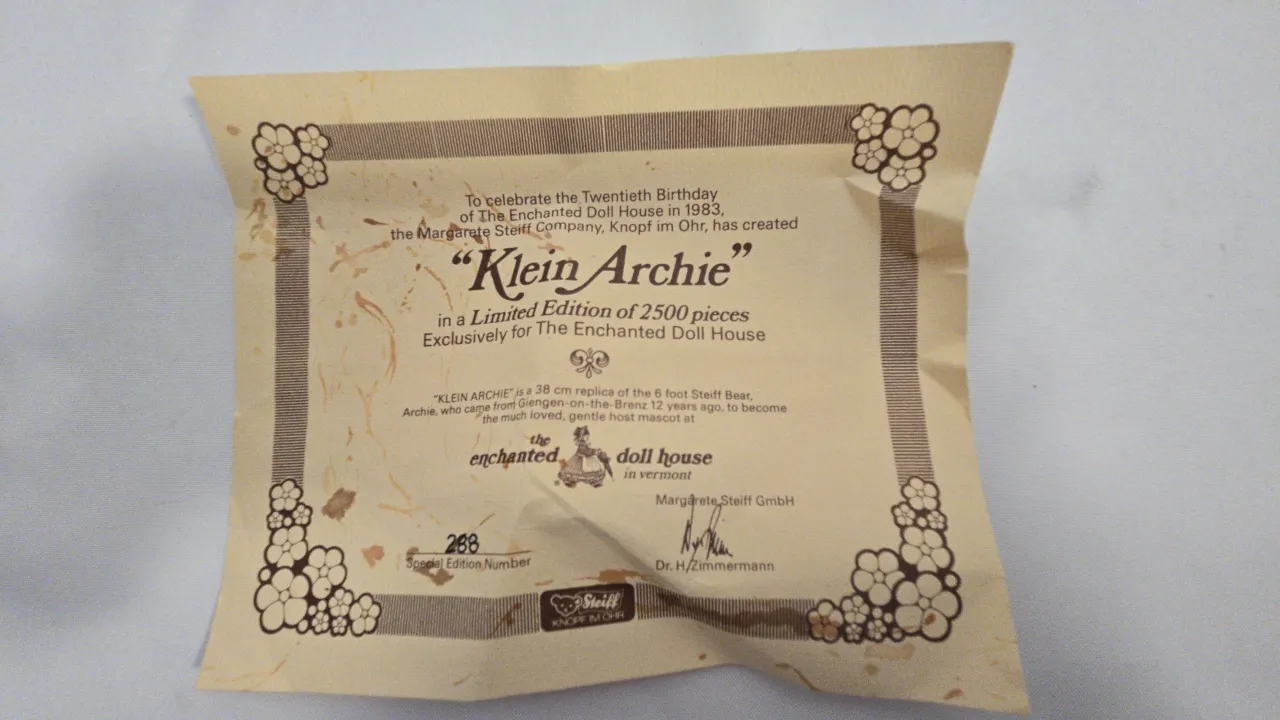 To celebrate the Twentieth Birthday
of The Enchanted Doll House in 1983,
the Margarete Steiff Company, Knopf im Ohr, has created
“Klein Archie”
in a Limited Edition of 2500 pieces
Exclusively for The Enchanted Doll House
"KLEIN ARCHIE" is a 38 cm replica of the 6 foot Steiff Bear,
Archie, who came from Giengen-on-the-Brenz 12 years ago, to become
the much loved, gentle host mascot at
the
enchanted doll house
in vermont
Margarete Steiff GmbH
288
Special Edition Number
Dr. H. Zimmermann
Steiff
KNOPF IM OHR